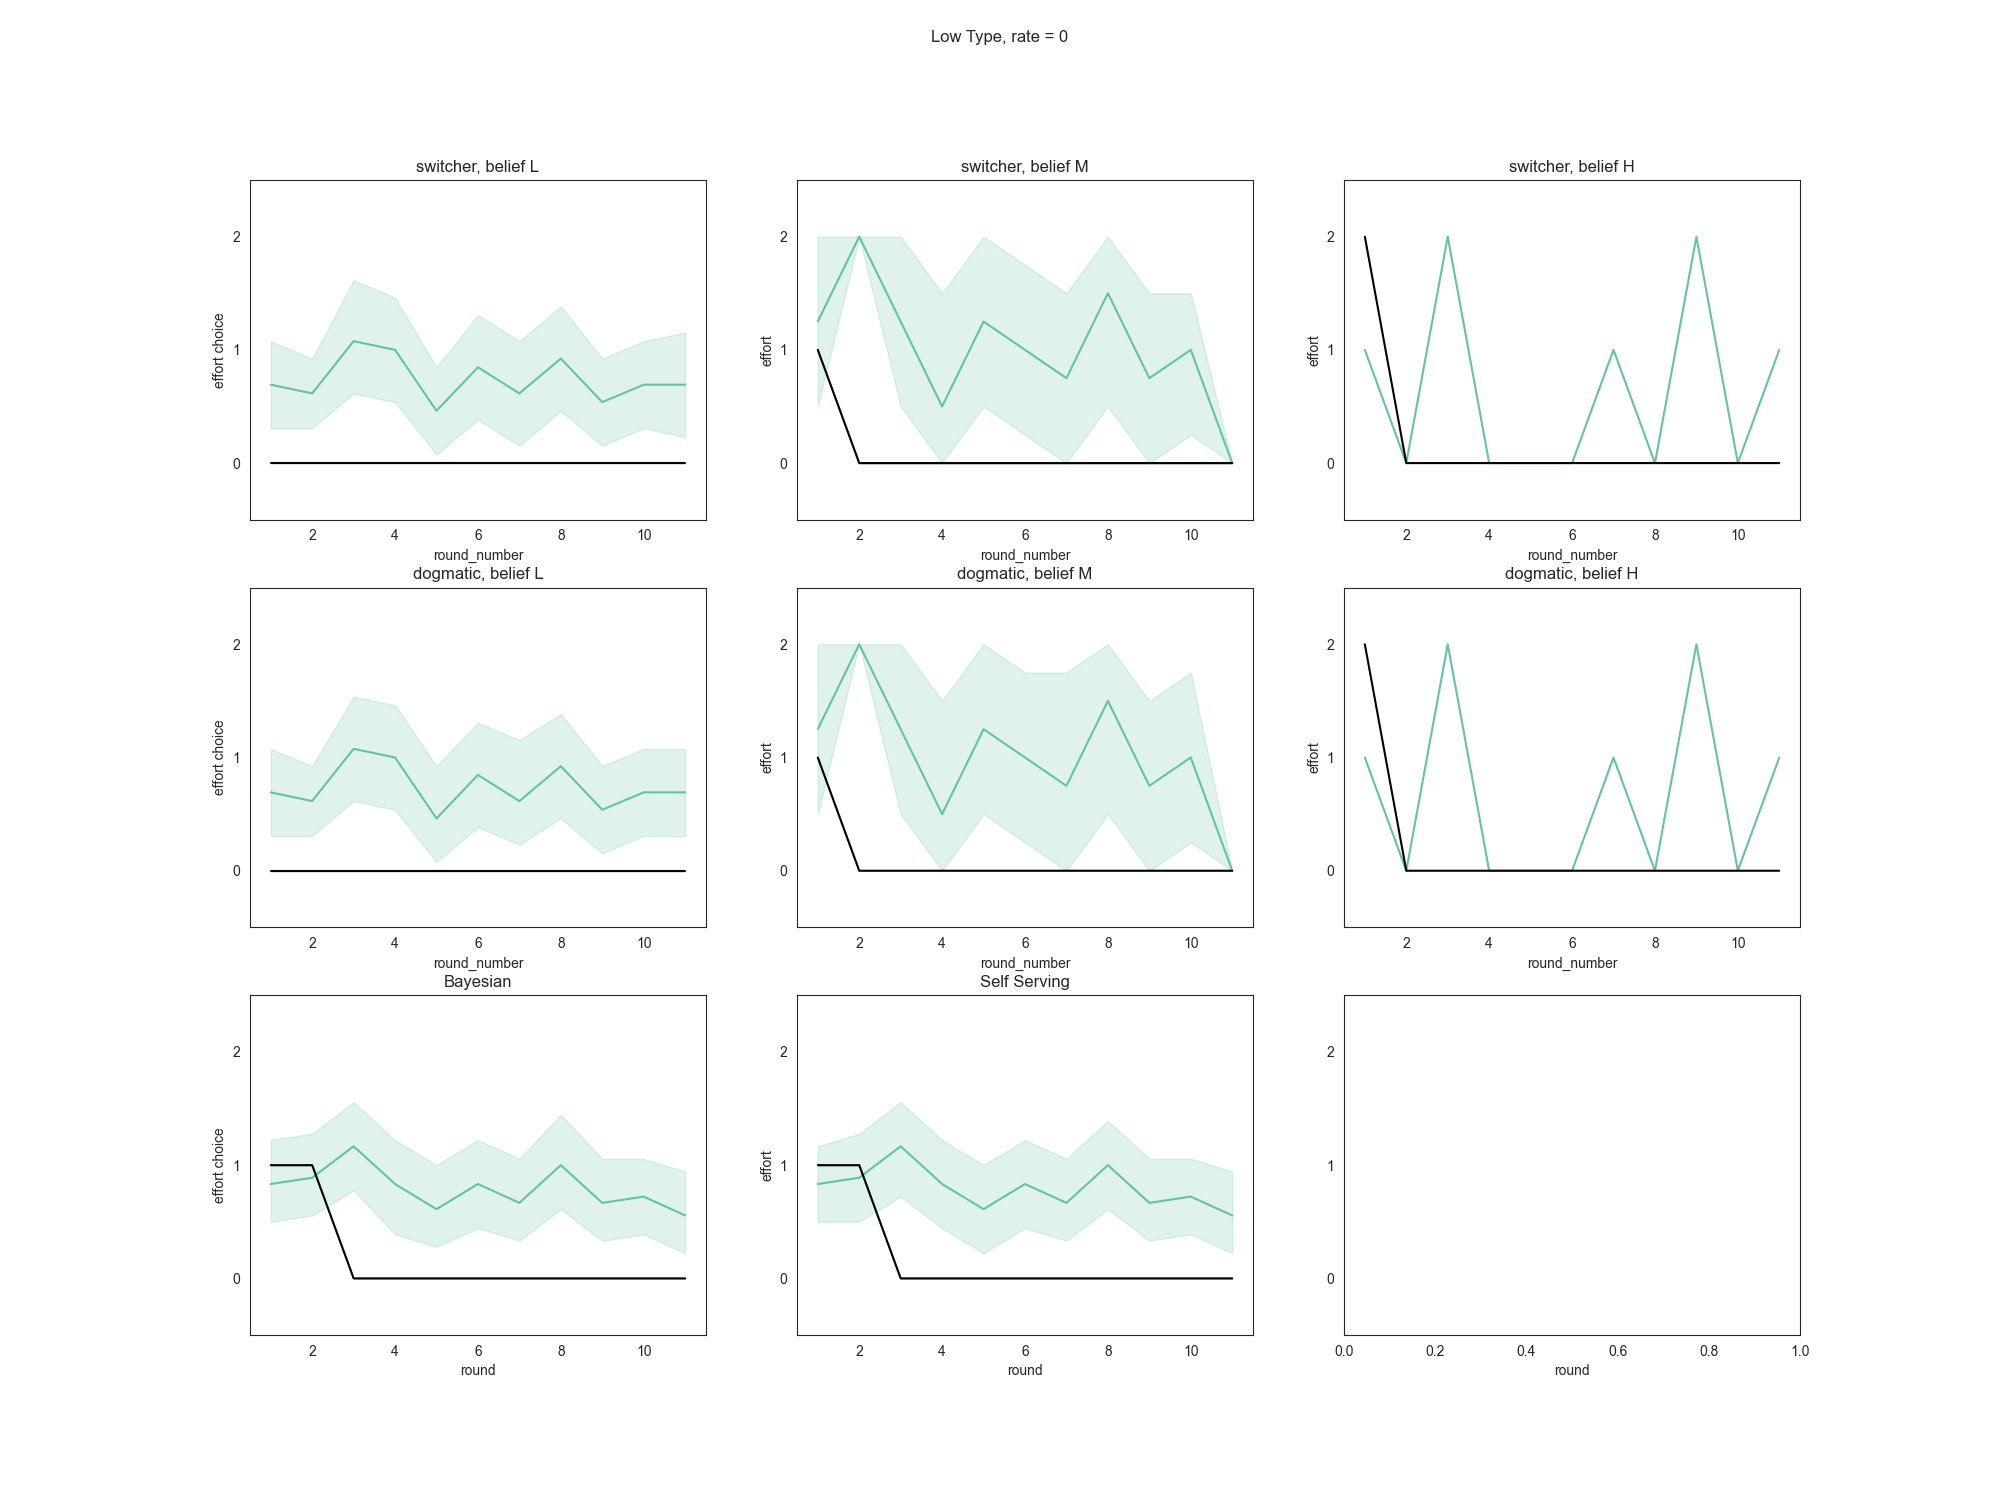 Low Type, rate = 0
switcher, belief L
switcher, belief M
switcher, belief H
2
1
0
effort choice
2 4 6 8 10
round_number
2
1
0
effort
2 4 6 8 10
round_number
2
1
0
effort
2 4 6 8 10
round_number
dogmatic, belief L
dogmatic, belief M
dogmatic, belief H
2
1
0
effort choice
2 4 6 8 10
round_number
2
1
0
effort
2 4 6 8 10
round_number
2
1
0
effort
2 4 6 8 10
round_number
Bayesian
Self Serving
2
1
0
effort choice
2 4 6 8 10
round
2
1
0
effort
2 4 6 8 10
round
2
1
0
0.0 0.2 0.4 0.6 0.8 1.0
round